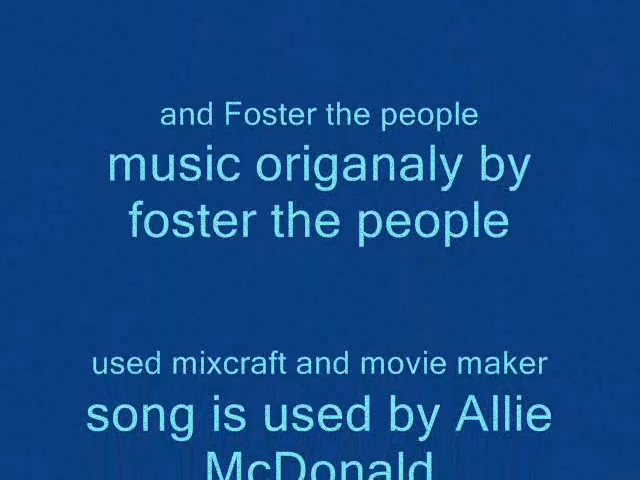 and Foster the people
music origanaly by
foster the people
used mixcraft and movie maker
song is used by Allie
McDonald